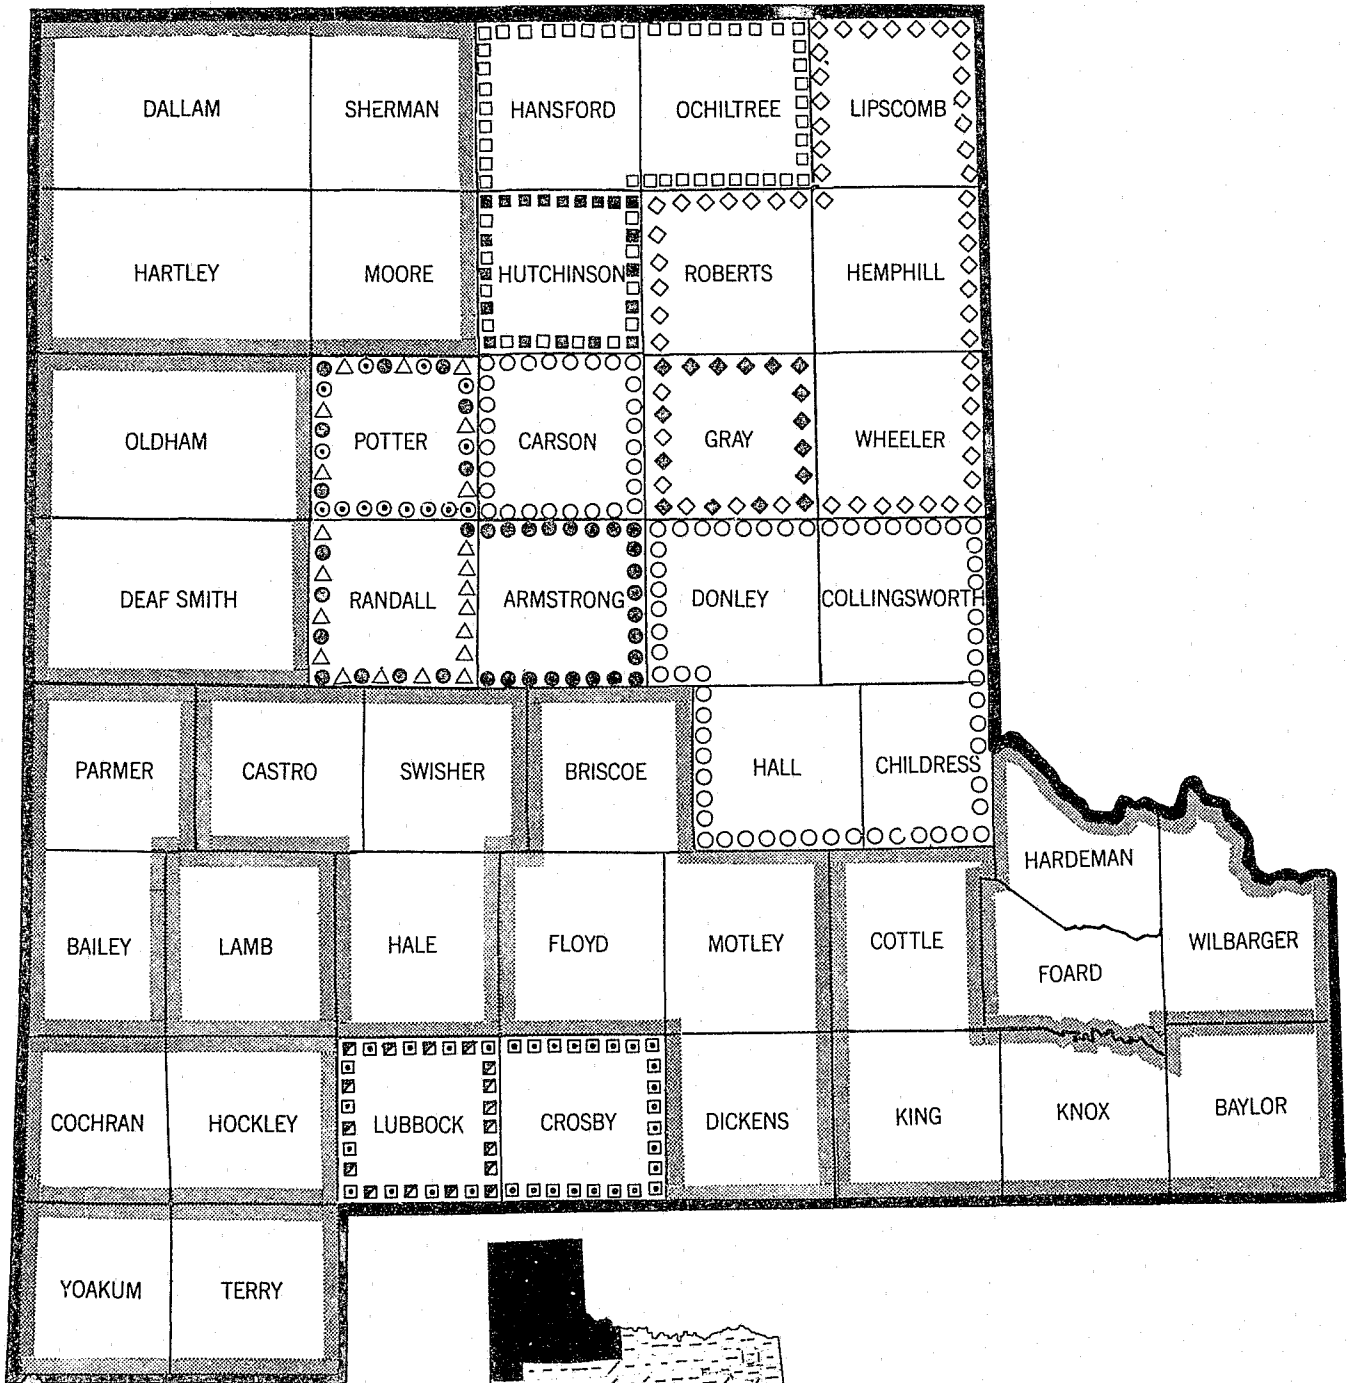 DALLAM
SHERMAN
HANSFORD
OCHILTREE
LIPSCOMB
HARTLEY
MOORE
HUTCHINSON
ROBERTS
HEMPHILL
OLDHAM
POTTER
CARSON
GRAY
WHEELER
DEAF SMITH
RANDALL
ARMSTRONG
DONLEY
COLLINGSWORTH
PARMER
CASTRO
SWISHER
BRISCOE
HALL
CHILDRESS
HARDEMAN
BAILEY
LAMB
HALE
FLOYD
MOTLEY
COTTLE
FOARD
WILBARGER
COCHRAN
HOCKLEY
LUBBOCK
CROSBY
DICKENS
KING
KNOX
BAYLOR
YOAKUM
TERRY